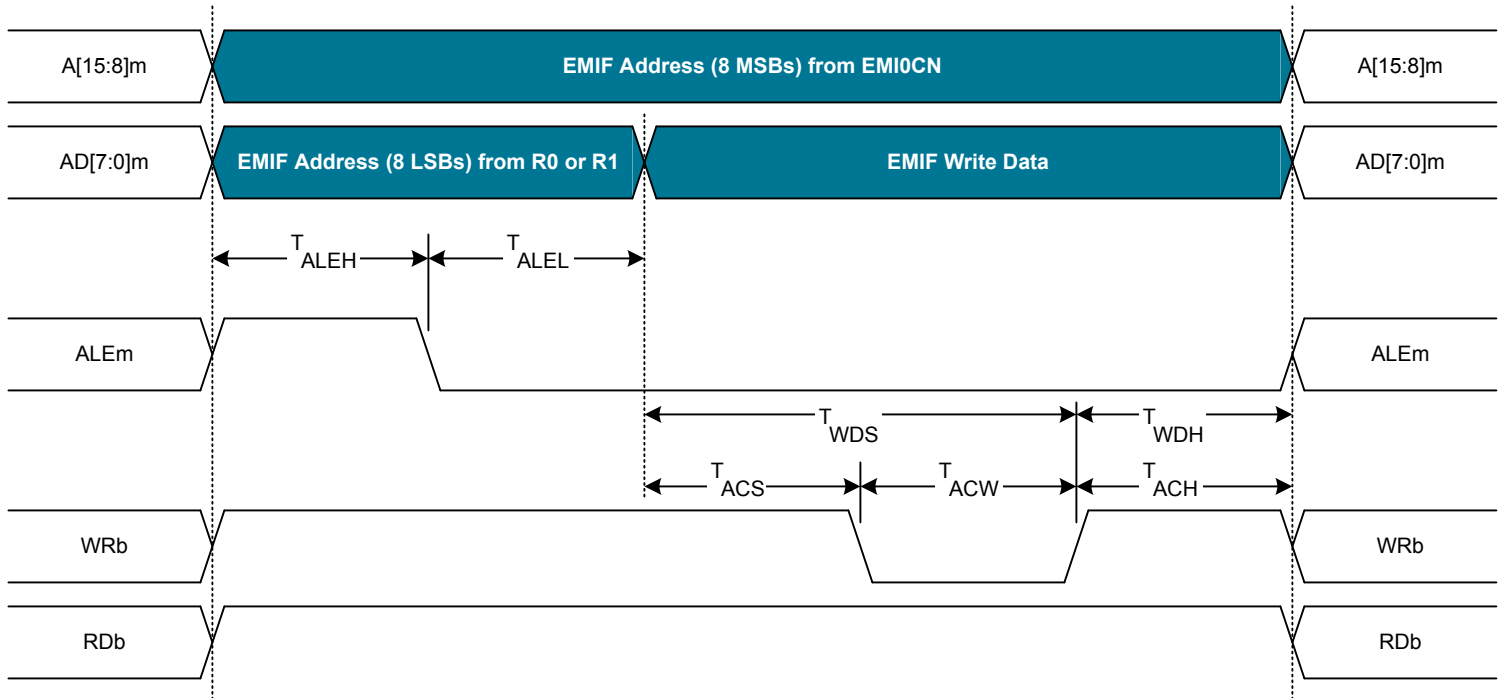 A[15:8]m EMIF Address (8 MSBs) from EMI0CN A[15:8]m
AD[7:0]m EMIF Address (8 LSBs) from R0 or R1 EMIF Write Data AD[7:0]m
TALEH TALEL
ALEm ALEm
TWDS TWDH
TACS TACW TACH
WRb WRb
RDb RDb